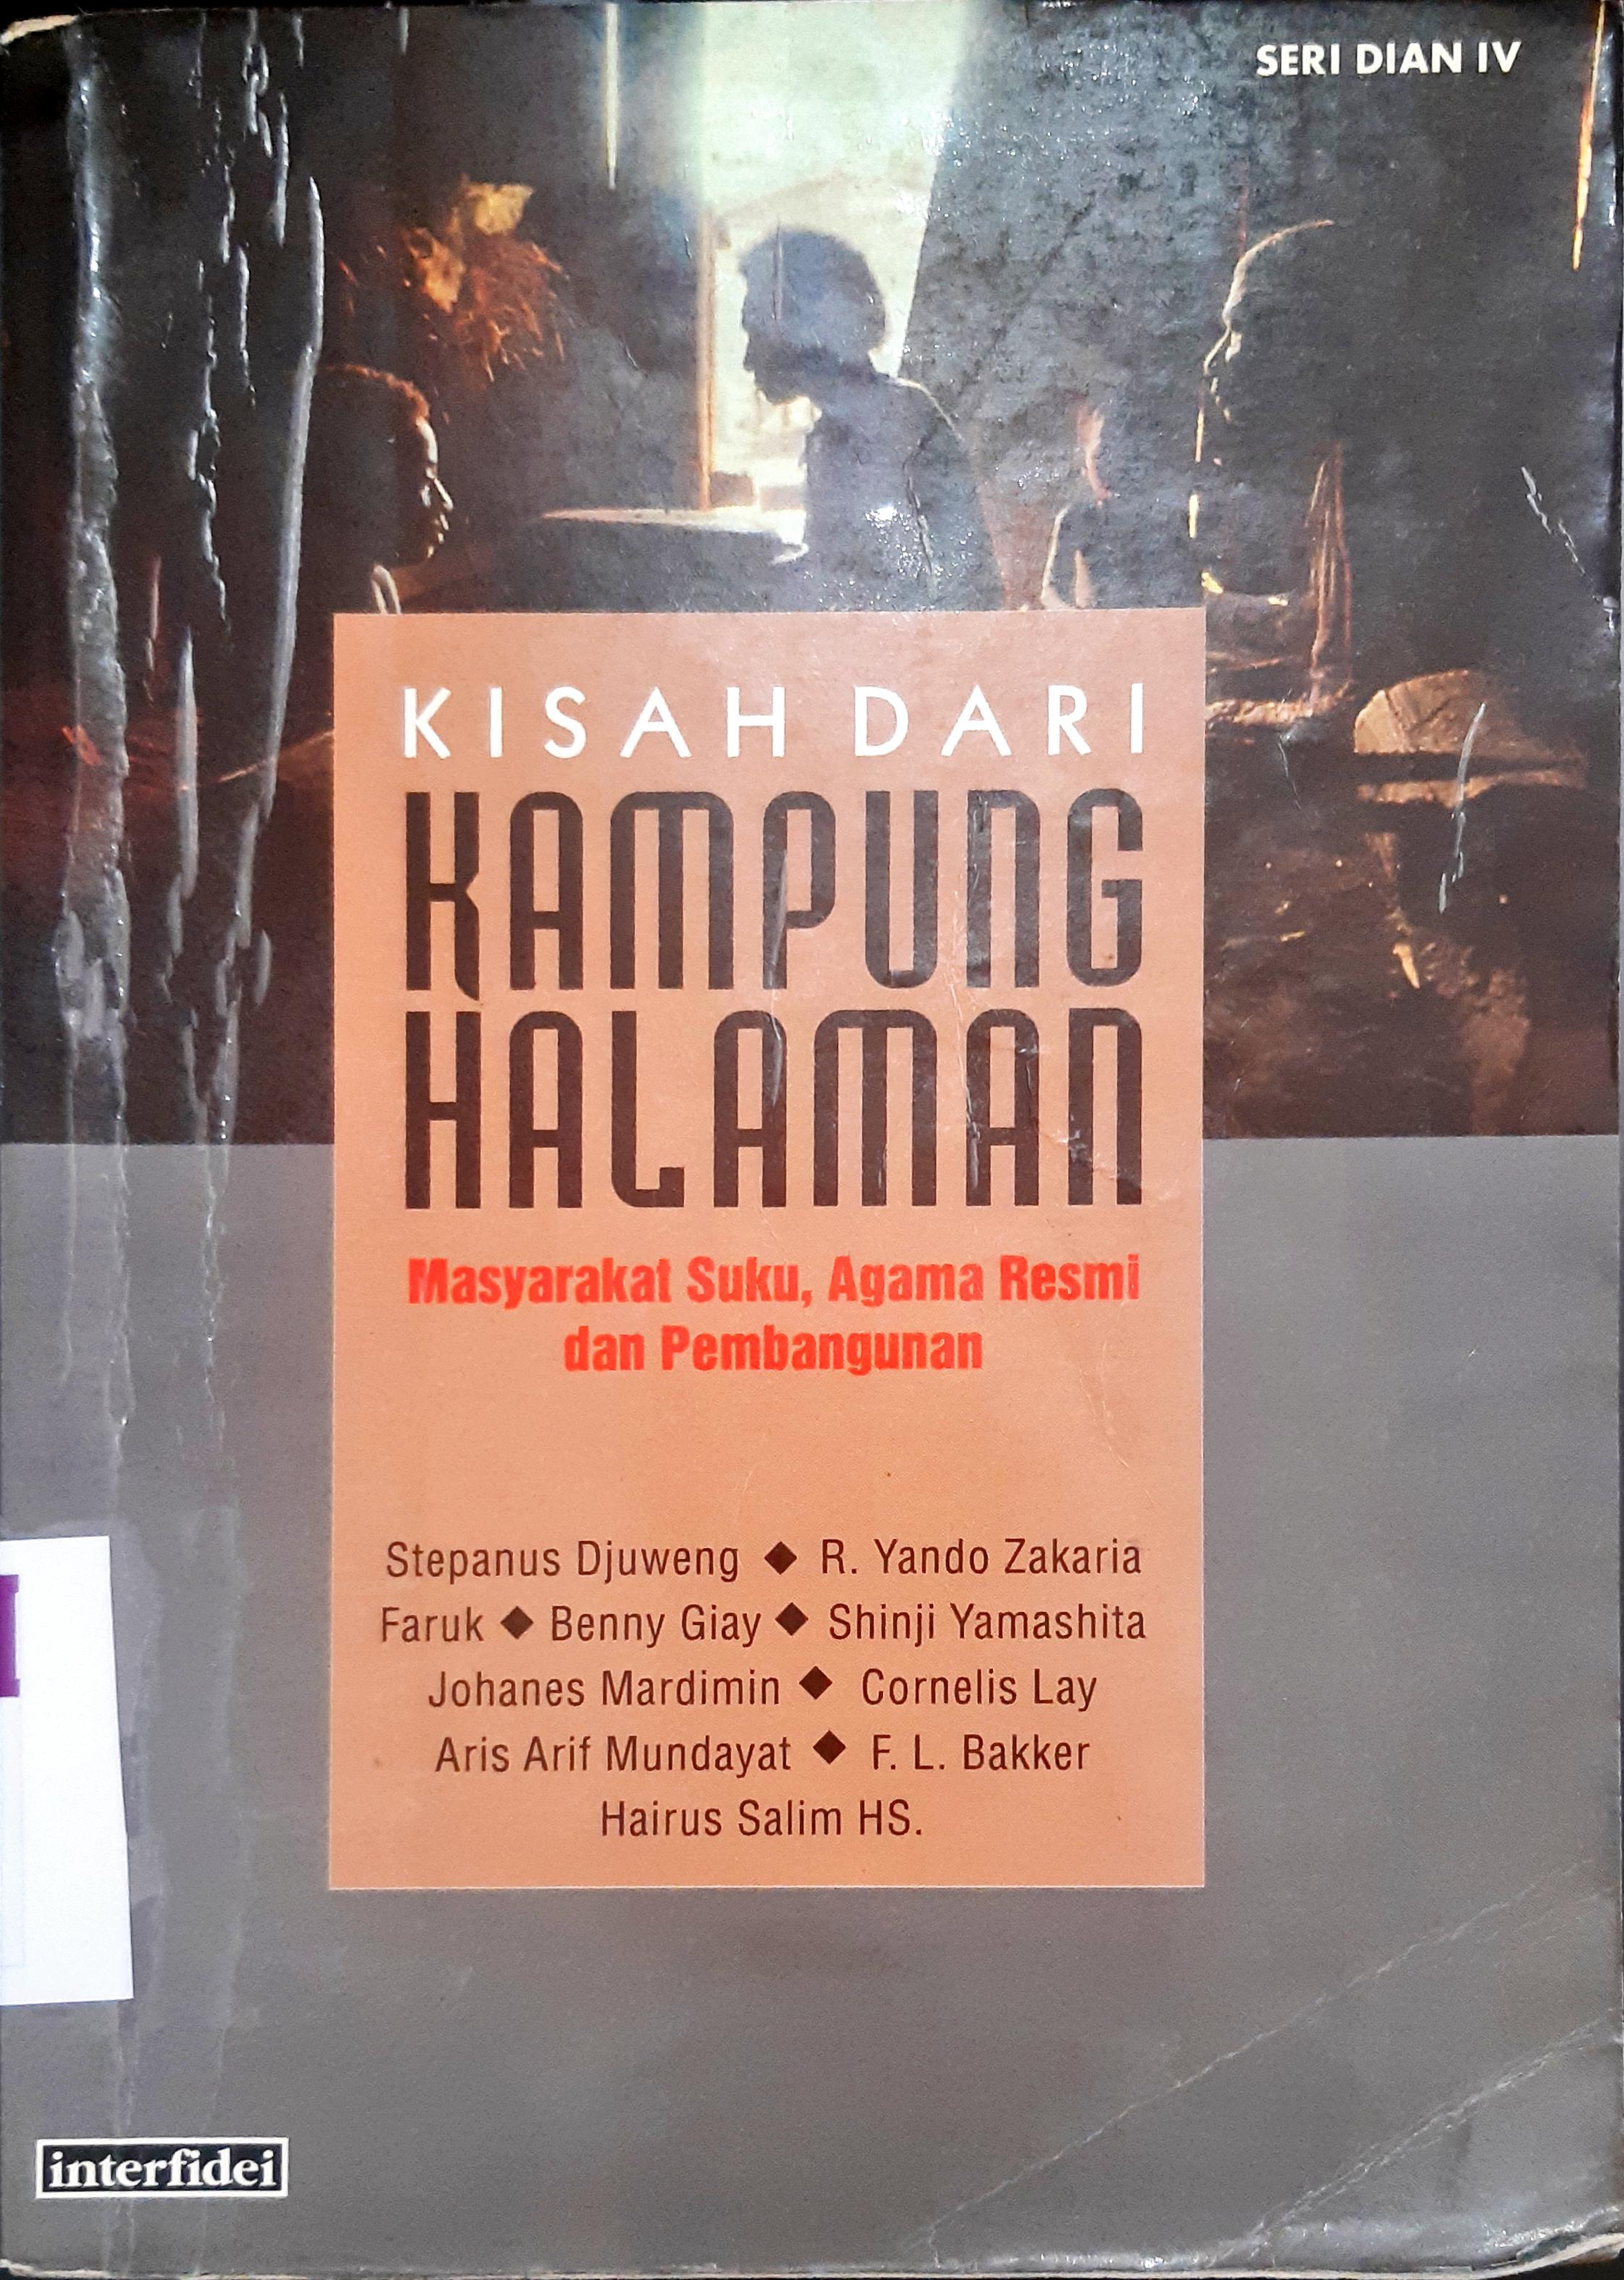 SERI DIAN IV
KISAH DARI
KAMPUNG
HALAMAN
Masyarakat Suku, Agama Resmi
dan Pembangunan
Stepanus Djuweng ◆ R. Yando Zakaria
Faruk ◆ Benny Giay ◆ Shinji Yamashita
Johanes Mardimin ◆ Cornelis Lay
Aris Arif Mundayat ◆ F. L. Bakker
Hairus Salim HS.
interfidei